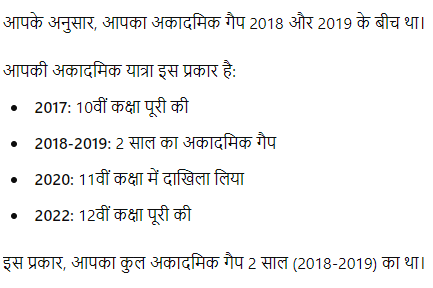 आपके अनुसार, आपका अकादमिक गैप 2018 और 2019 के बीच था।
आपकी अकादमिक यात्रा इस प्रकार है:
• 2017: 10वीं कक्षा पूरी की
• 2018-2019: 2 साल का अकादमिक गैप
• 2020: 11वीं कक्षा में दाखिला लिया
• 2022: 12वीं कक्षा पूरी की
इस प्रकार, आपका कुल अकादमिक गैप 2 साल (2018-2019) का था।